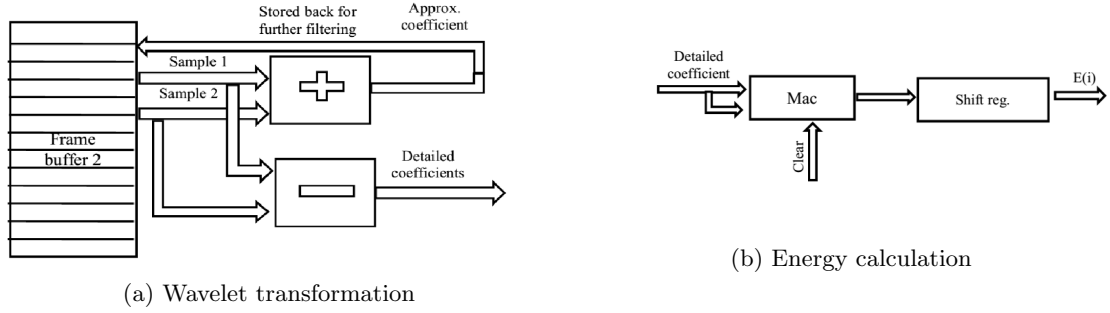 Stored back for
further filtering
Approx.
coefficient
Sample 1
Sample 2
Frame
buffer 2
Detailed
coefficients
(a) Wavelet transformation
Detailed
coefficient
Mac
Clear
Shift reg.
E(i)
(b) Energy calculation